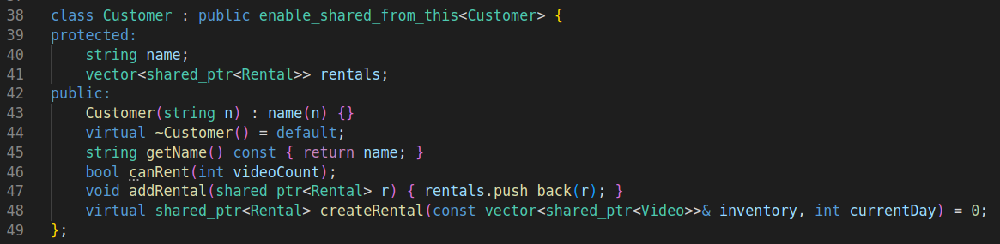 38 class Customer : public enable_shared_from_this<Customer> {
39 protected:
40     string name;
41     vector<shared_ptr<Rental>> rentals;
42 public:
43     Customer(string n) : name(n) {}
44     virtual ~Customer() = default;
45     string getName() const { return name; }
46     bool canRent(int videoCount);
47     void addRental(shared_ptr<Rental> r) { rentals.push_back(r); }
48     virtual shared_ptr<Rental> createRental(const vector<shared_ptr<Video>>& inventory, int currentDay) = 0;
49 };